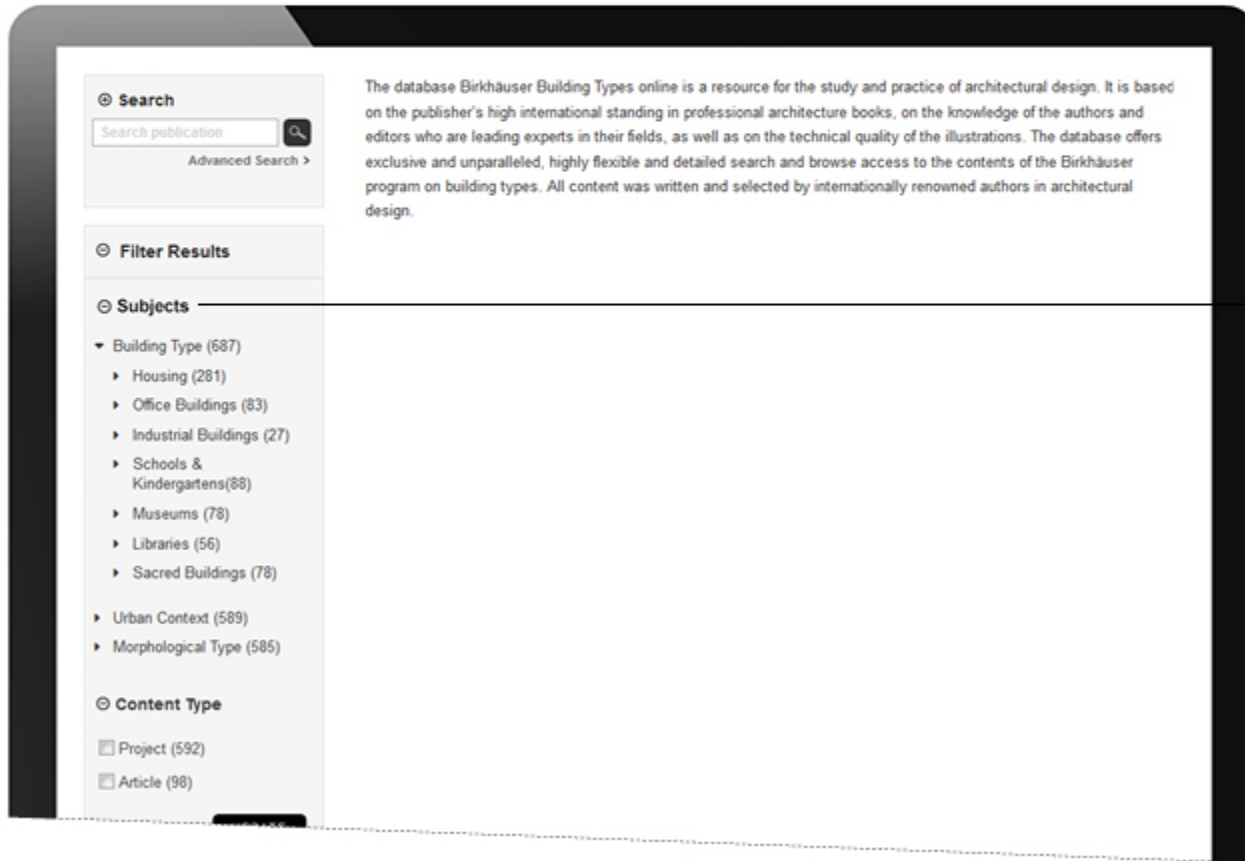 Search
Search publication
Advanced Search >
Filter Results
Subjects
Building Type (687)
Housing (281)
Office Buildings (83)
Industrial Buildings (27)
Schools &
Kindergartens(88)
Museums (78)
Libraries (56)
Sacred Buildings (78)
Urban Context (589)
Morphological Type (585)
Content Type
Project (592)
Article (98)
The database Birkhäuser Building Types online is a resource for the study and practice of architectural design. It is based
on the publisher's high international standing in professional architecture books, on the knowledge of the authors and
editors who are leading experts in their fields, as well as on the technical quality of the illustrations. The database offers
exclusive and unparalleled, highly flexible and detailed search and browse access to the contents of the Birkhäuser
program on building types. All content was written and selected by internationally renowned authors in architectural
design.